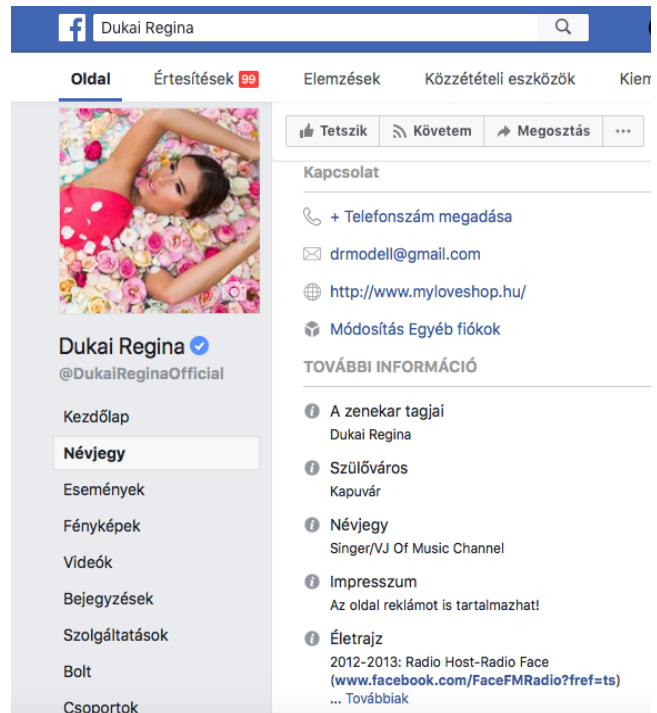 Dukai Regina
Oldal Értesítések 99 Elemzések Közzétételi eszközök
Tetszik Követem Megosztás ...
Kapcsolat
+ Telefonszám megadása
drmodell@gmail.com
http://www.myloveshop.hu/
Módosítás Egyéb fiókok
TOVÁBBI INFORMÁCIÓ
A zenekar tagjai
Dukai Regina
Szülőváros
Kapuvár
Névjegy
Singer/VJ Of Music Channel
Impresszum
Az oldal reklámot is tartalmazhat!
Életrajz
2012-2013: Radio Host-Radio Face
(www.facebook.com/FaceFMRadio?fref=ts)
... Továbbiak
Dukai Regina
@DukaiReginaOfficial
Kezdőlap
Névjegy
Események
Fényképek
Videók
Bejegyzések
Szolgáltatások
Bolt
Csoportok